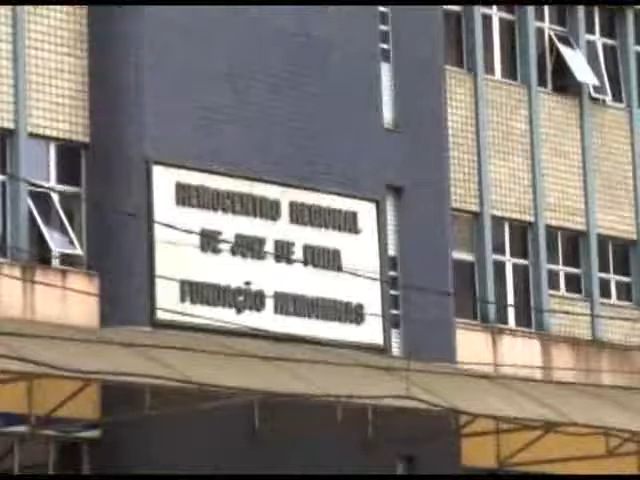 HEMOCENTRO REGIONAL
DE JUIZ DE FORA
FUNDAÇÃO HEMOMINAS